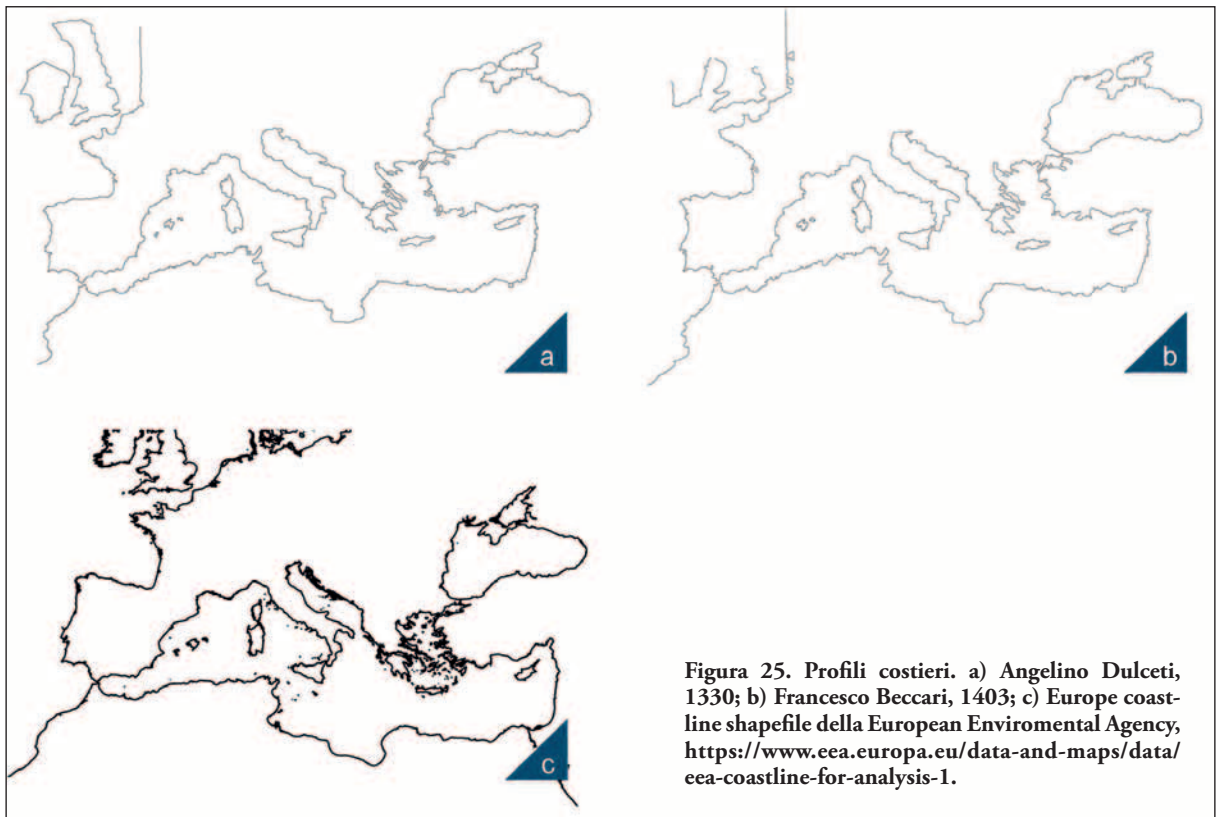 a
b
c
Figura 25. Profili costieri. a) Angelino Dulceti,
1330; b) Francesco Beccari, 1403; c) Europe coast-
line shapefile della European Enviromental Agency,
https://www.eea.europa.eu/data-and-maps/data/
eea-coastline-for-analysis-1.